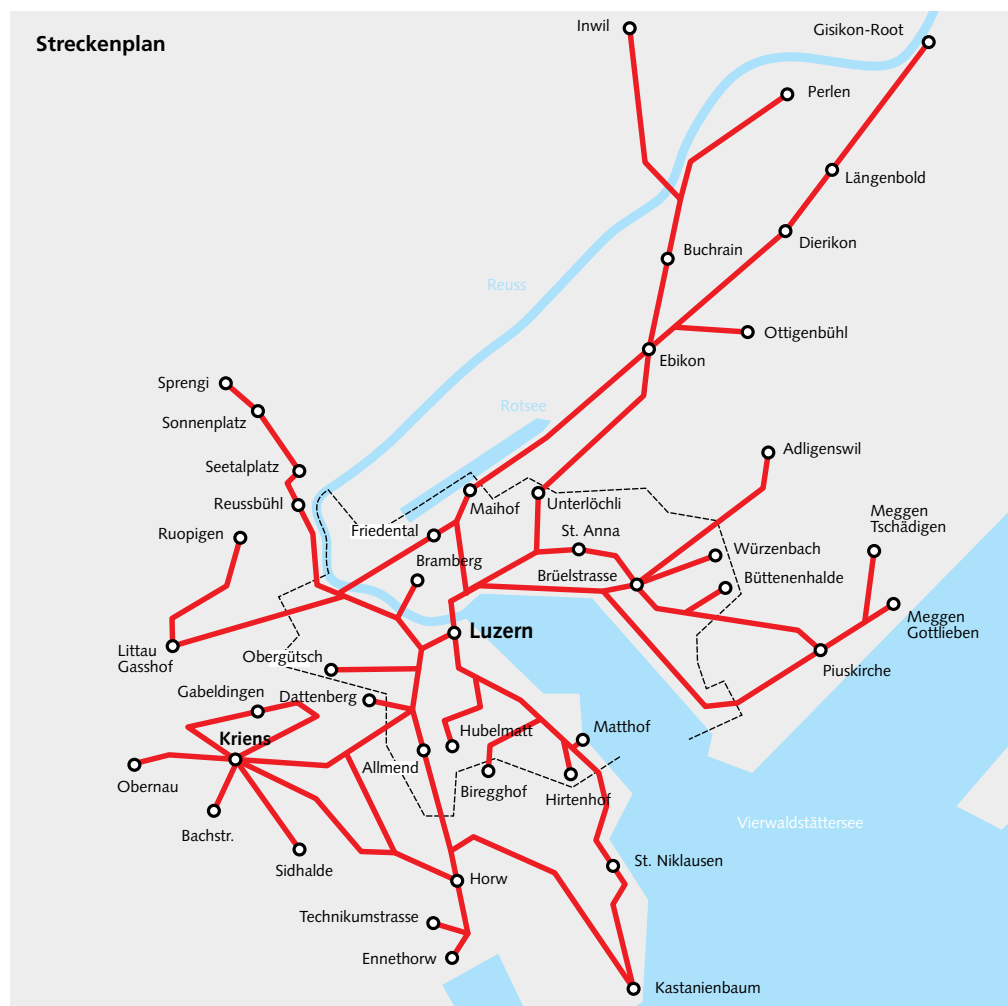 Streckenplan
Inwil
Gisikon-Root
Perlen
Längenbold
Dierikon
Buchrain
Reuss
Ottigenbühl
Ebikon
Sprengi
Sonnenplatz
Rotsee
Seetalplatz
Adligenswil
Reussbühl
Maihof
Unterlöchli
Meggen
Tschädigen
Ruopigen
Friedental
St. Anna
Würzenbach
Bramberg
Brüelstrasse
Büttenenhalde
Meggen
Gottlieben
Luzern
Littau
Gasshof
Obergütsch
Piuskirche
Gabeldingen
Dattenberg
Hubelmatt
Matthof
Kriens
Allmend
Obernau
Biregghof
Hirtenhof
Bachstr.
Vierwaldstättersee
Sidhalde
St. Niklausen
Horw
Technikumstrasse
Ennethorw
Kastanienbaum